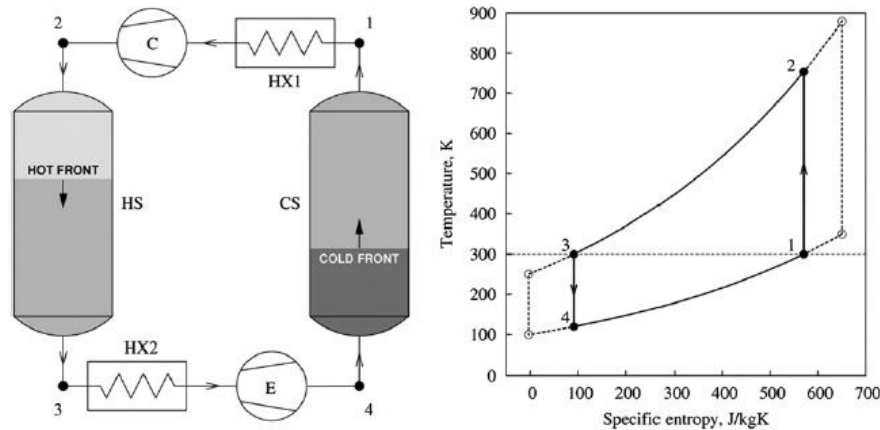 2
C
1
HX1
HOT FRONT
HS
CS
COLD FRONT
HX2
3
E
4
900
800
700
600
500
400
300
200
100
0
Temperature, K
2
3
1
4
0
100
200
300
400
500
600
700
Specific entropy, J/kgK